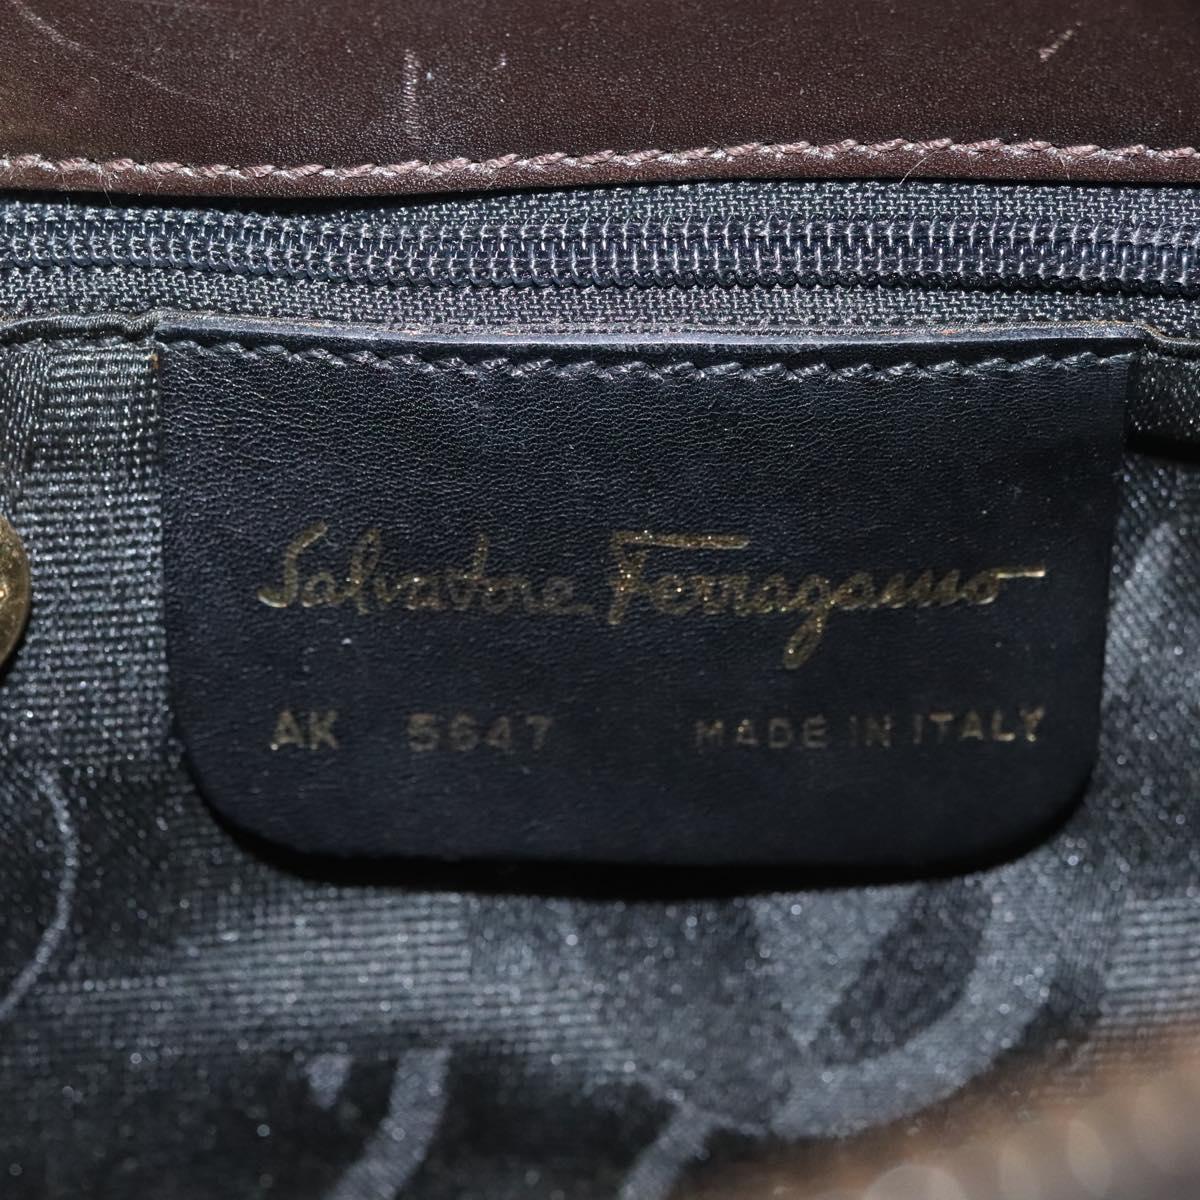 Salvatore Ferragamo
AK 5647 MADE IN ITALY